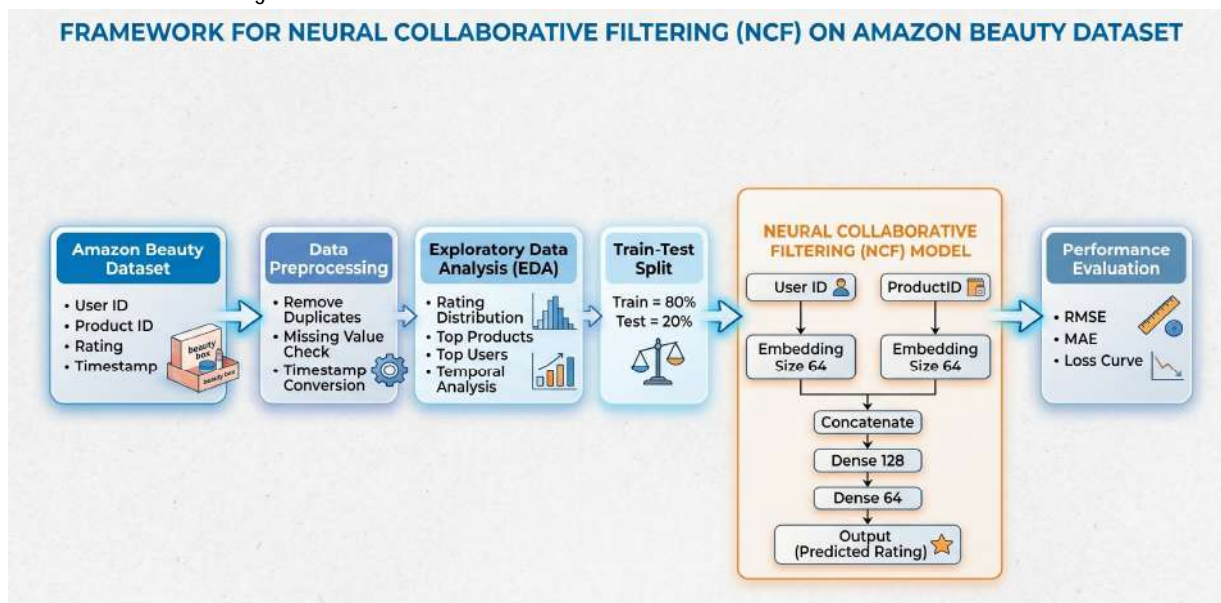 FRAMEWORK FOR NEURAL COLLABORATIVE FILTERING (NCF) ON AMAZON BEAUTY DATASET
Amazon Beauty
Dataset
• User ID
• Product ID
• Rating
• Timestamp
beauty
box
beauty box
Data
Preprocessing
• Remove
Duplicates
• Missing Value
Check
• Timestamp
Conversion
Exploratory Data
Analysis (EDA)
• Rating
Distribution
• Top Products
• Top Users
• Temporal
Analysis
Train-Test
Split
Train = 80%
Test = 20%
NEURAL COLLABORATIVE
FILTERING (NCF) MODEL
User ID
ProductID
Embedding
Size 64
Embedding
Size 64
Concatenate
Dense 128
Dense 64
Output
(Predicted Rating)
Performance
Evaluation
• RMSE
• MAE
• Loss Curve